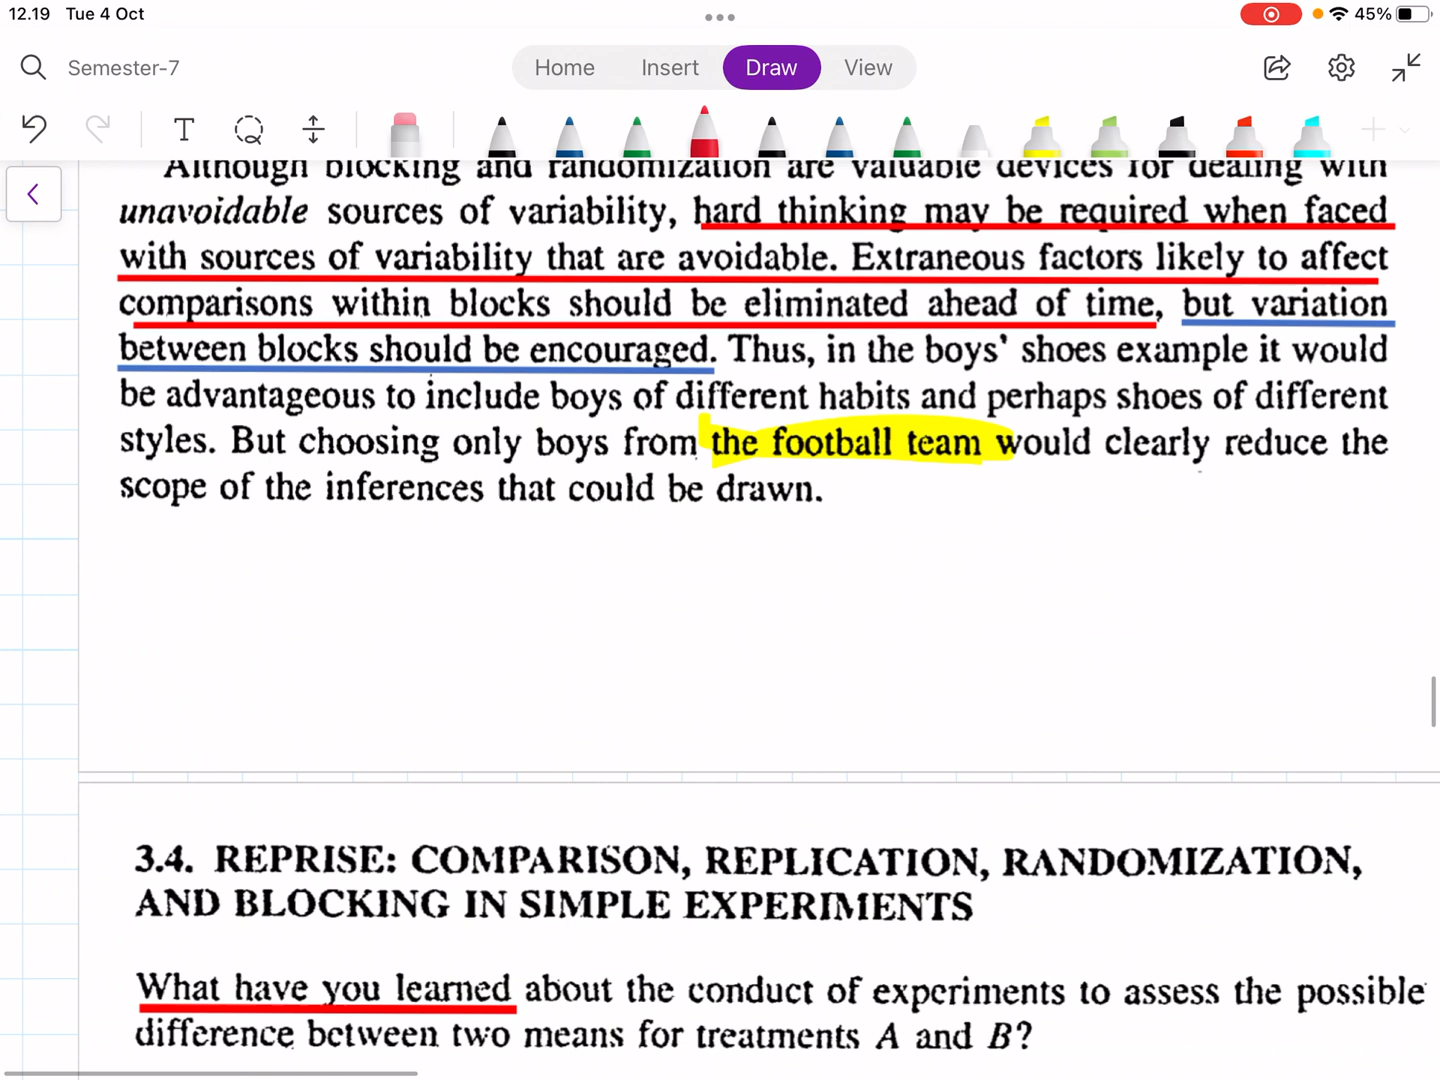 12.19 Tue 4 Oct
45%
Semester-7
Home Insert Draw View
T
Although blocking and randomization are valuable devices for dealing with
unavoidable sources of variability, hard thinking may be required when faced
with sources of variability that are avoidable. Extraneous factors likely to affect
comparisons within blocks should be eliminated ahead of time, but variation
between blocks should be encouraged. Thus, in the boys' shoes example it would
be advantageous to include boys of different habits and perhaps shoes of different
styles. But choosing only boys from the football team would clearly reduce the
scope of the inferences that could be drawn.
3.4. REPRISE: COMPARISON, REPLICATION, RANDOMIZATION,
AND BLOCKING IN SIMPLE EXPERIMENTS
What have you learned about the conduct of experiments to assess the possible
difference between two means for treatments A and B?